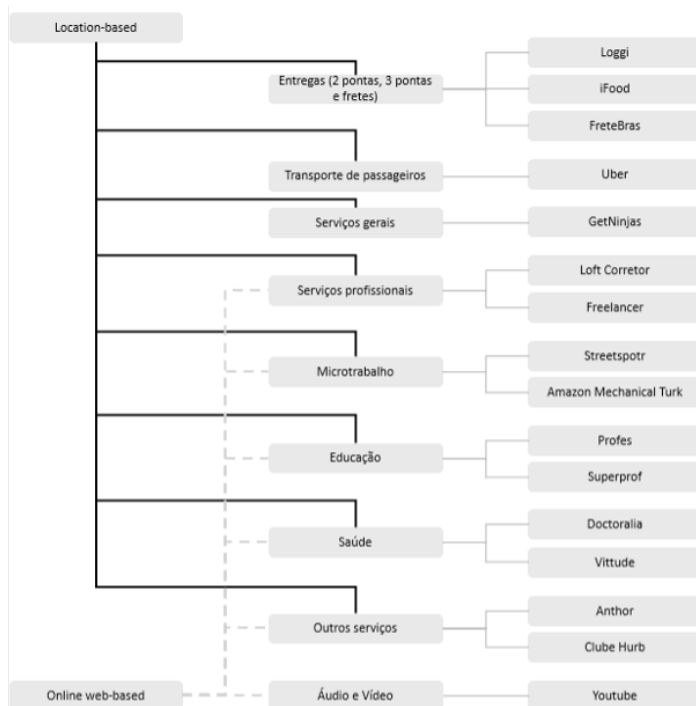 Location-based
Loggi
Entregas (2 pontas, 3 pontas
e fretes)
iFood
FreteBras
Transporte de passageiros
Uber
Serviços gerais
GetNinjas
Serviços profissionais
Loft Corretor
Freelancer
Microtrabalho
Streetspotr
Amazon Mechanical Turk
Educação
Profes
Superprof
Saúde
Doctoralia
Vittude
Outros serviços
Anthor
Clube Hurb
Online web-based
Áudio e Vídeo
Youtube